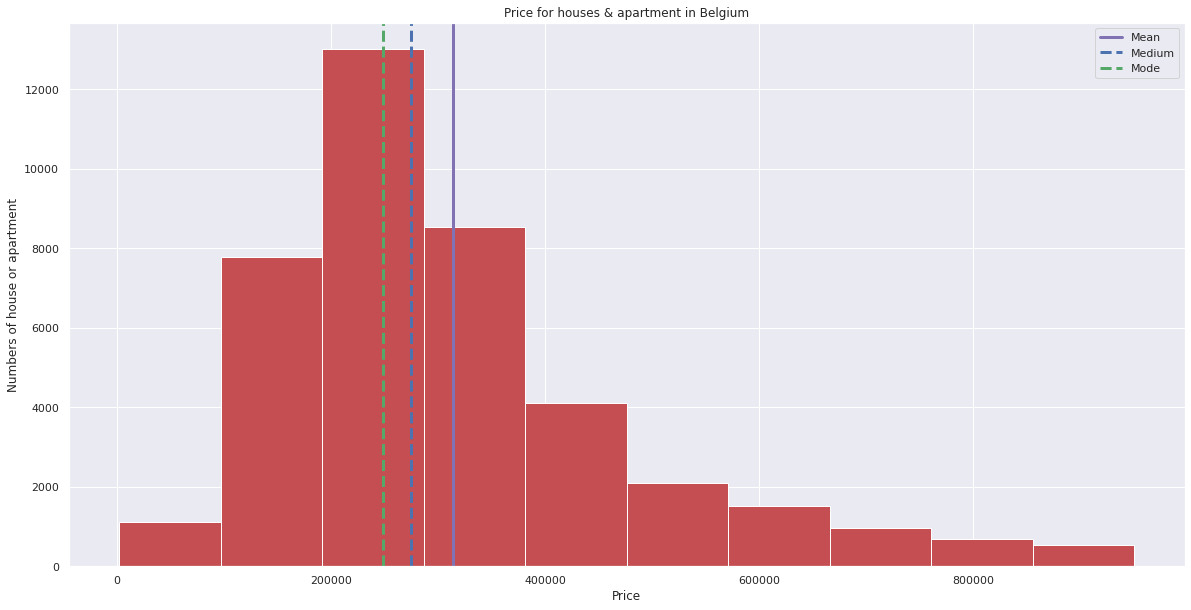 Price for houses & apartment in Belgium
Mean
Medium
Mode
Numbers of house or apartment
12000
10000
8000
6000
4000
2000
0
0 200000 400000 600000 800000
Price